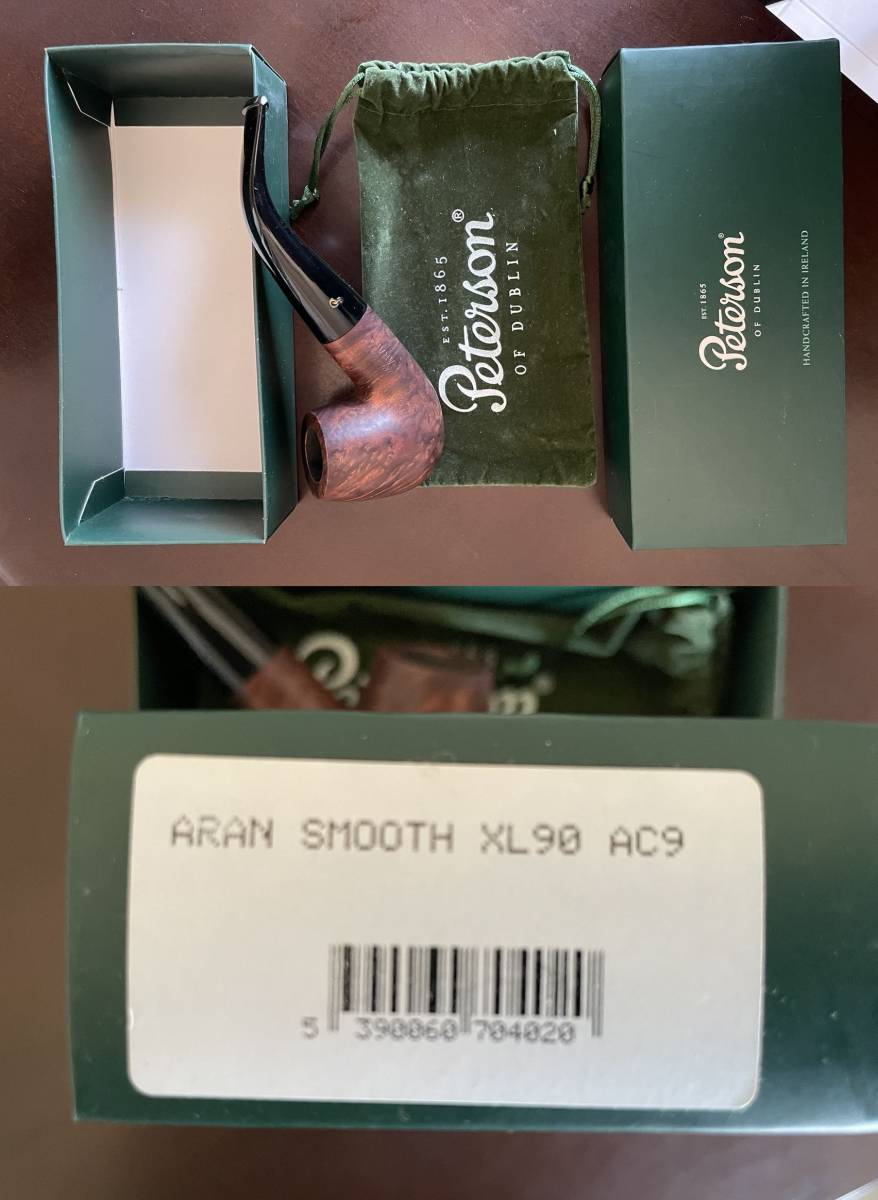 EST. 1865
Peterson®
OF DUBLIN
EST. 1865
Peterson®
OF DUBLIN
HANDCRAFTED IN IRELAND
P
ARAN SMOOTH XL90 AC9
5 390060 704020